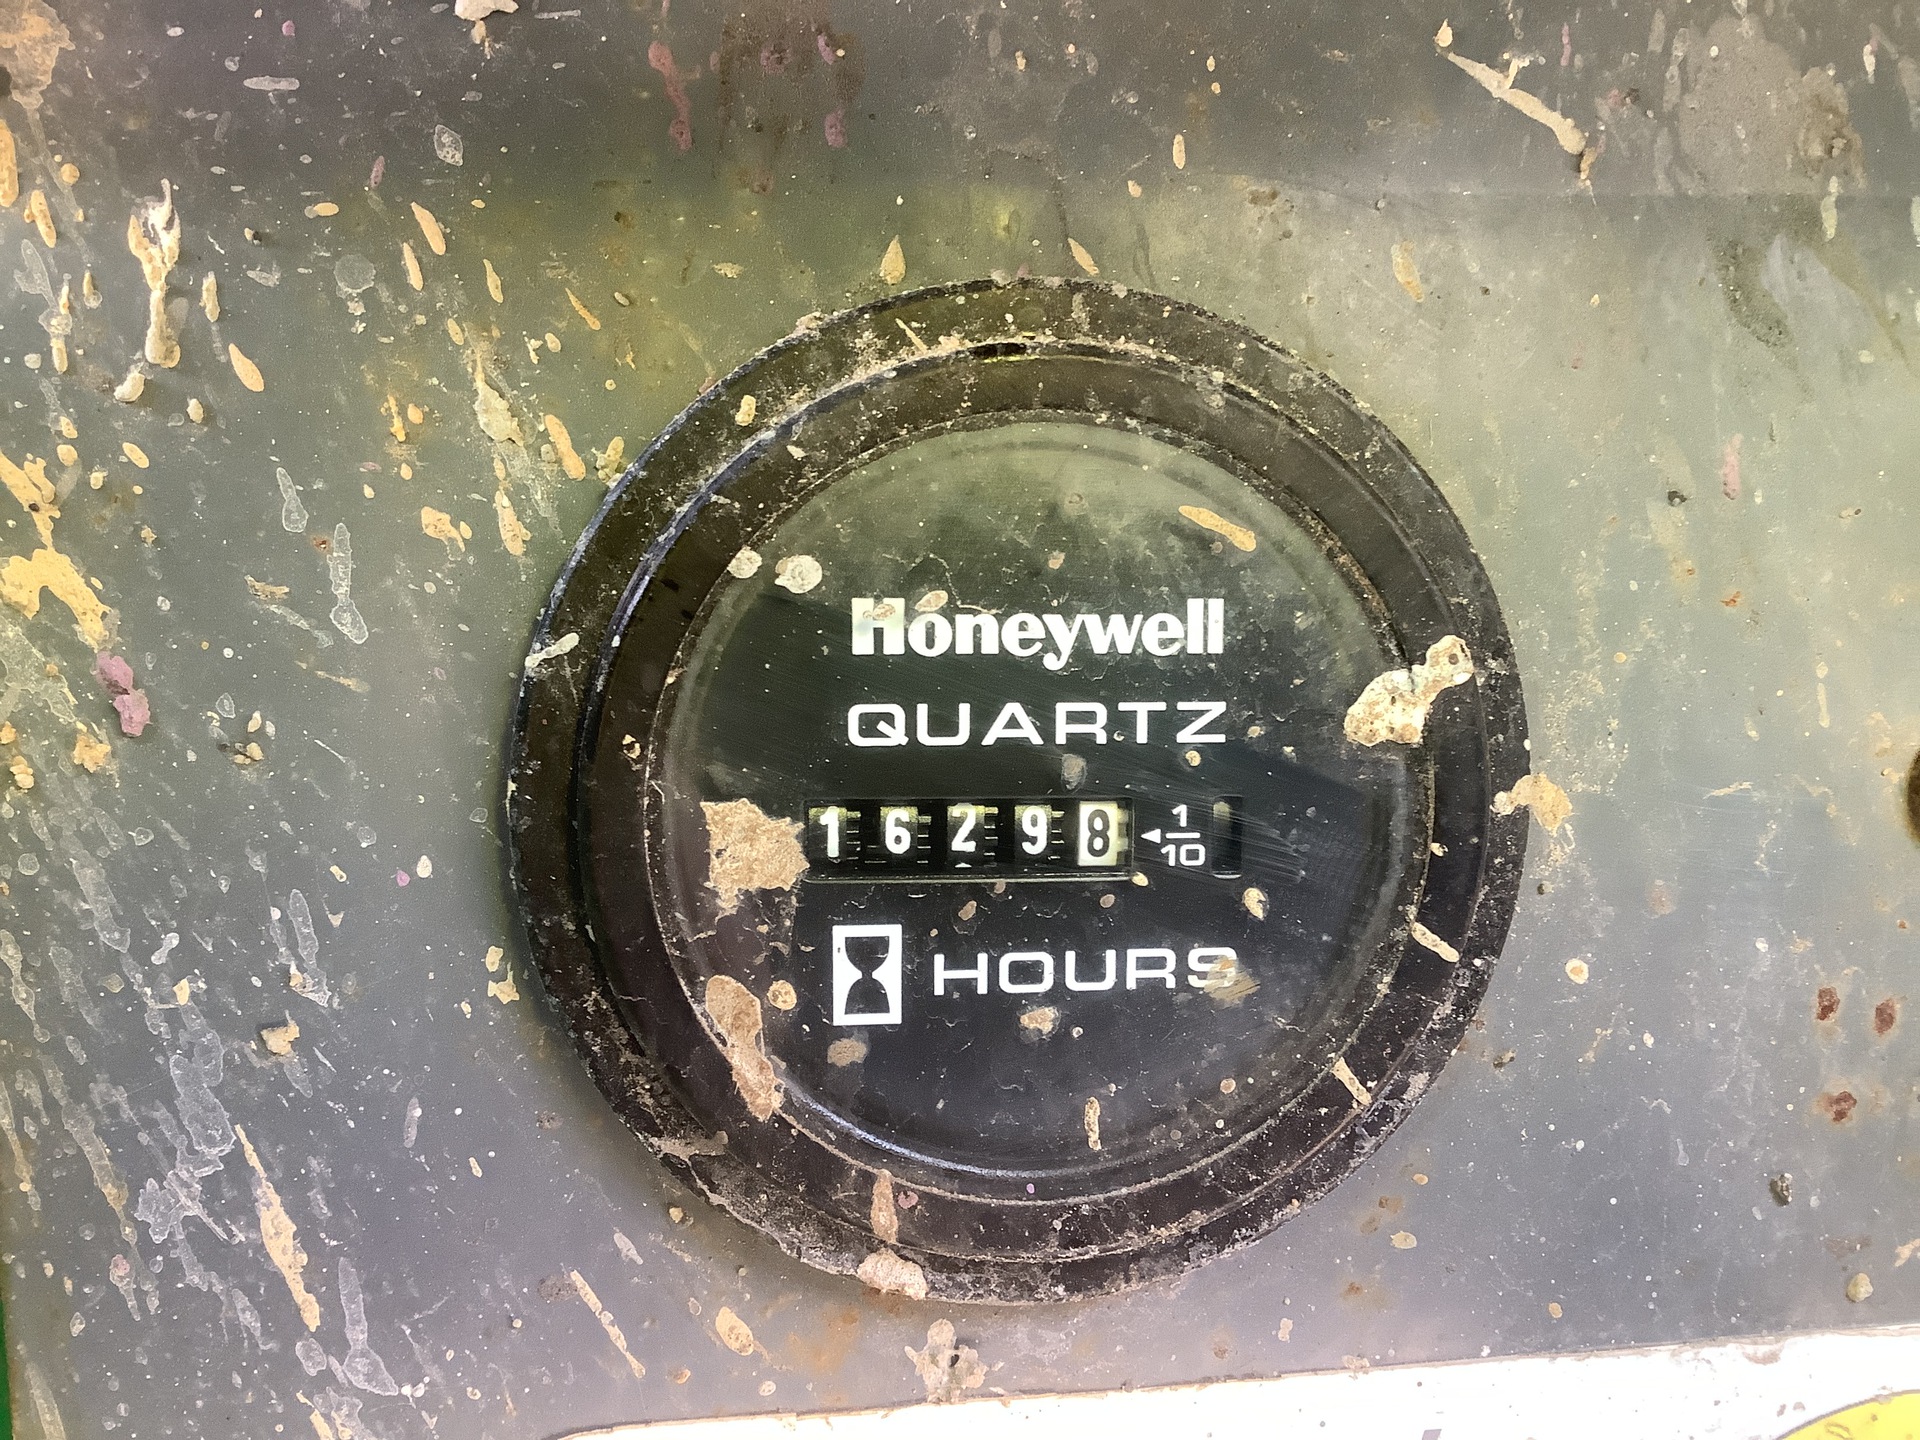 Honeywell
QUARTZ
16298 ◄1/10
HOURS